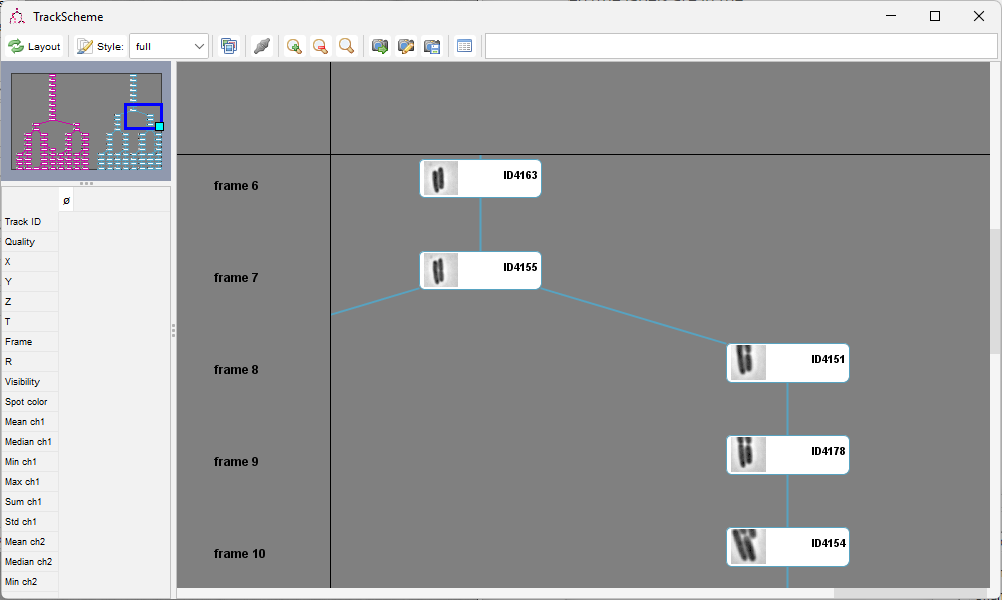 TrackScheme
Layout
Style:
full
frame 6
ID4163
frame 7
ID4155
frame 8
ID4151
frame 9
ID4178
frame 10
ID4154
ø
Track ID
Quality
X
Y
Z
T
Frame
R
Visibility
Spot color
Mean ch1
Median ch1
Min ch1
Max ch1
Sum ch1
Std ch1
Mean ch2
Median ch2
Min ch2